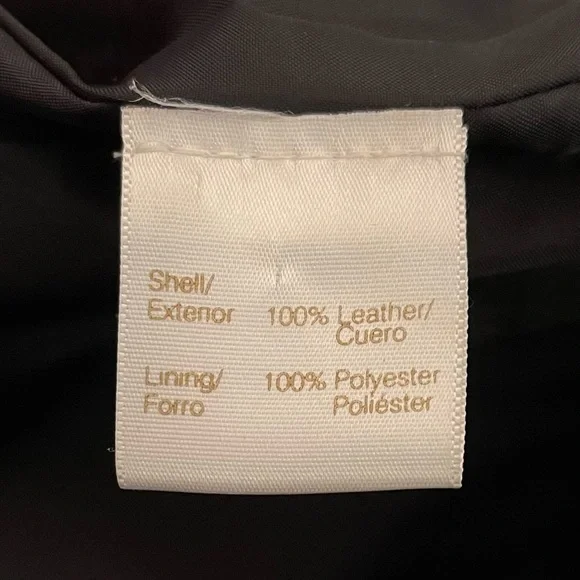 Shell/
Exterior 100% Leather/
Cuero
Lining/ 100% Polyester
Forro Poliéster